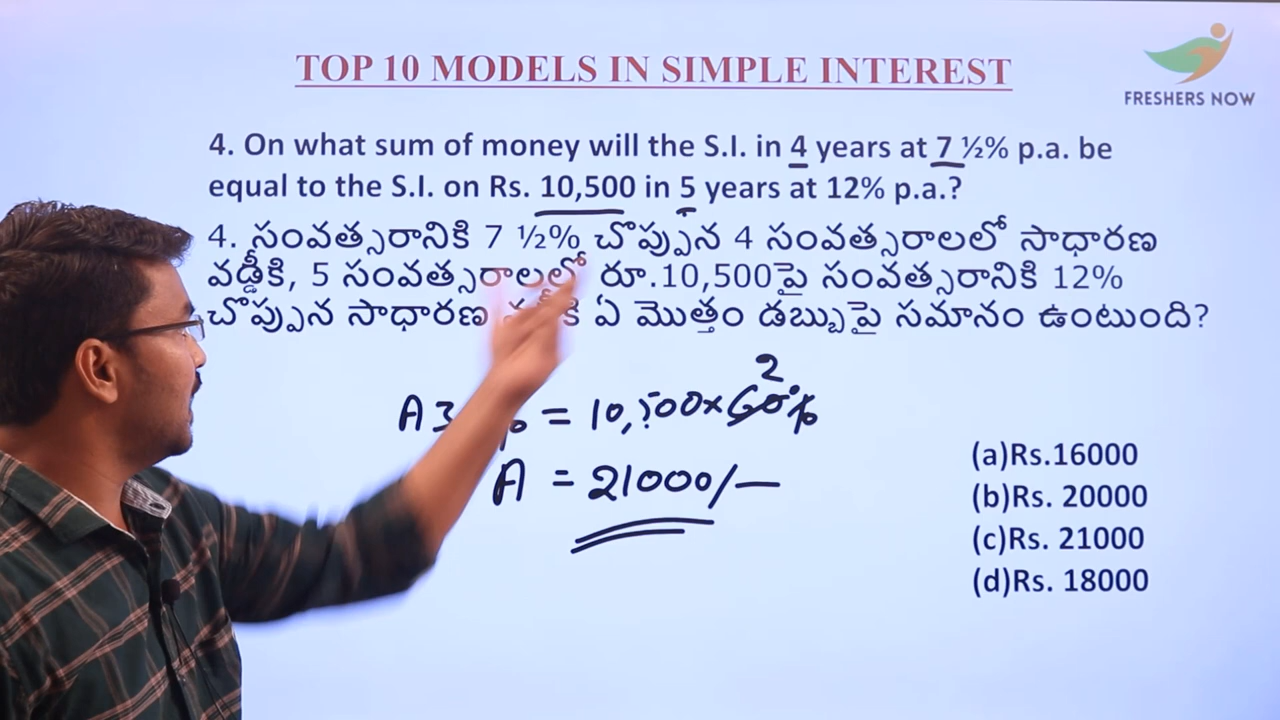 TOP 10 MODELS IN SIMPLE INTEREST
FRESHERS NOW
4. On what sum of money will the S.I. in 4 years at 7 ½% p.a. be
equal to the S.I. on Rs. 10,500 in 5 years at 12% p.a.?
4. సంవత్సరానికి 7 ½% చొప్పున 4 సంవత్సరాలలో సాధారణ
వడ్డీకి, 5 సంవత్సరాలలో రూ.10,500పై సంవత్సరానికి 12%
చొప్పున సాధారణ ఏ మొత్తం డబ్బుపై సమానం ఉంటుంది?
2
A3 % = 10,500×60%
A = 21000/-
(a)Rs.16000
(b)Rs. 20000
(c)Rs. 21000
(d)Rs. 18000